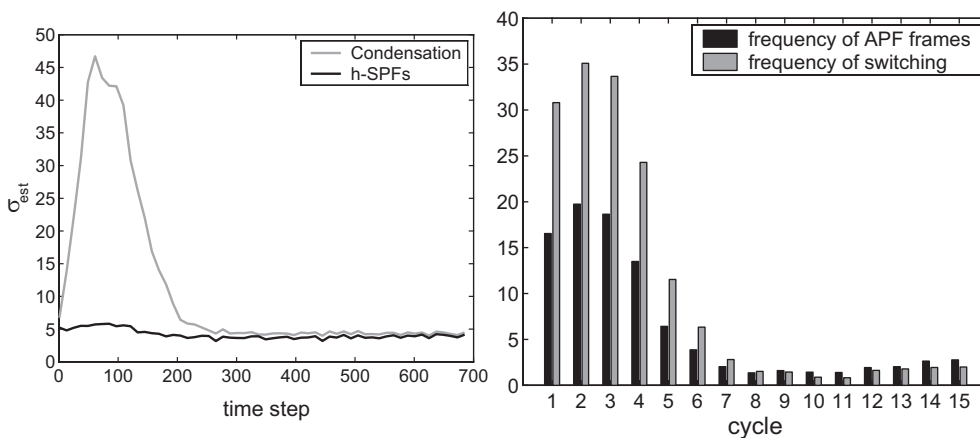 50
45
40
35
30
25
20
15
10
5
0
σest
0 100 200 300 400 500 600 700
time step
Condensation
h-SPFs
40
35
30
25
20
15
10
5
0
1 2 3 4 5 6 7 8 9 10 11 12 13 14 15
cycle
frequency of APF frames
frequency of switching